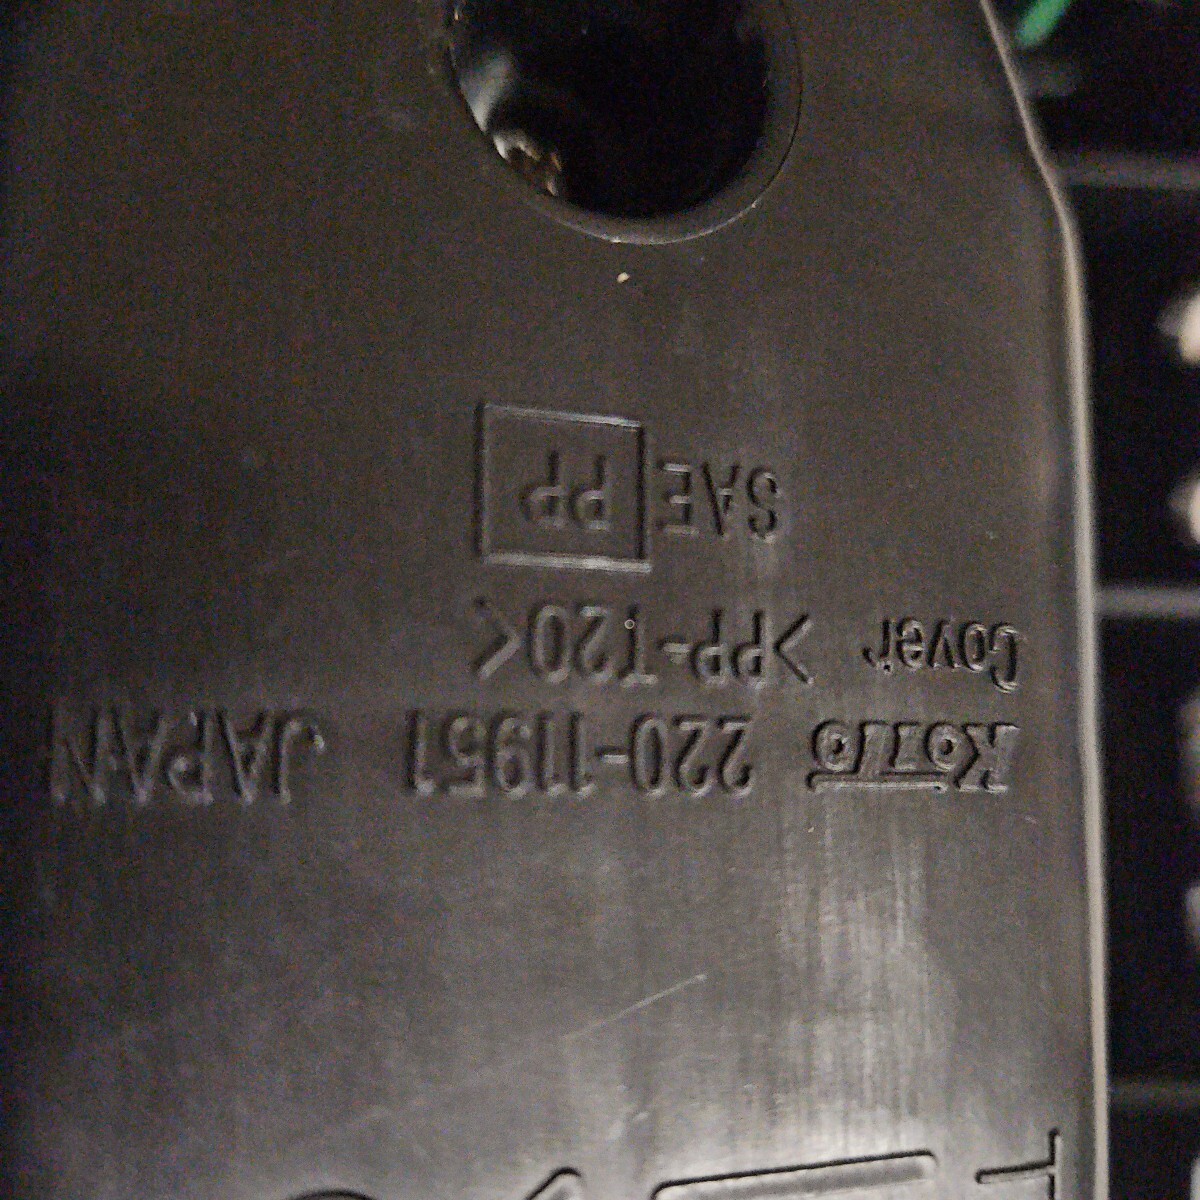 KOITO 220-11951 JAPAN
Cover >PP-T20<
SAE PP